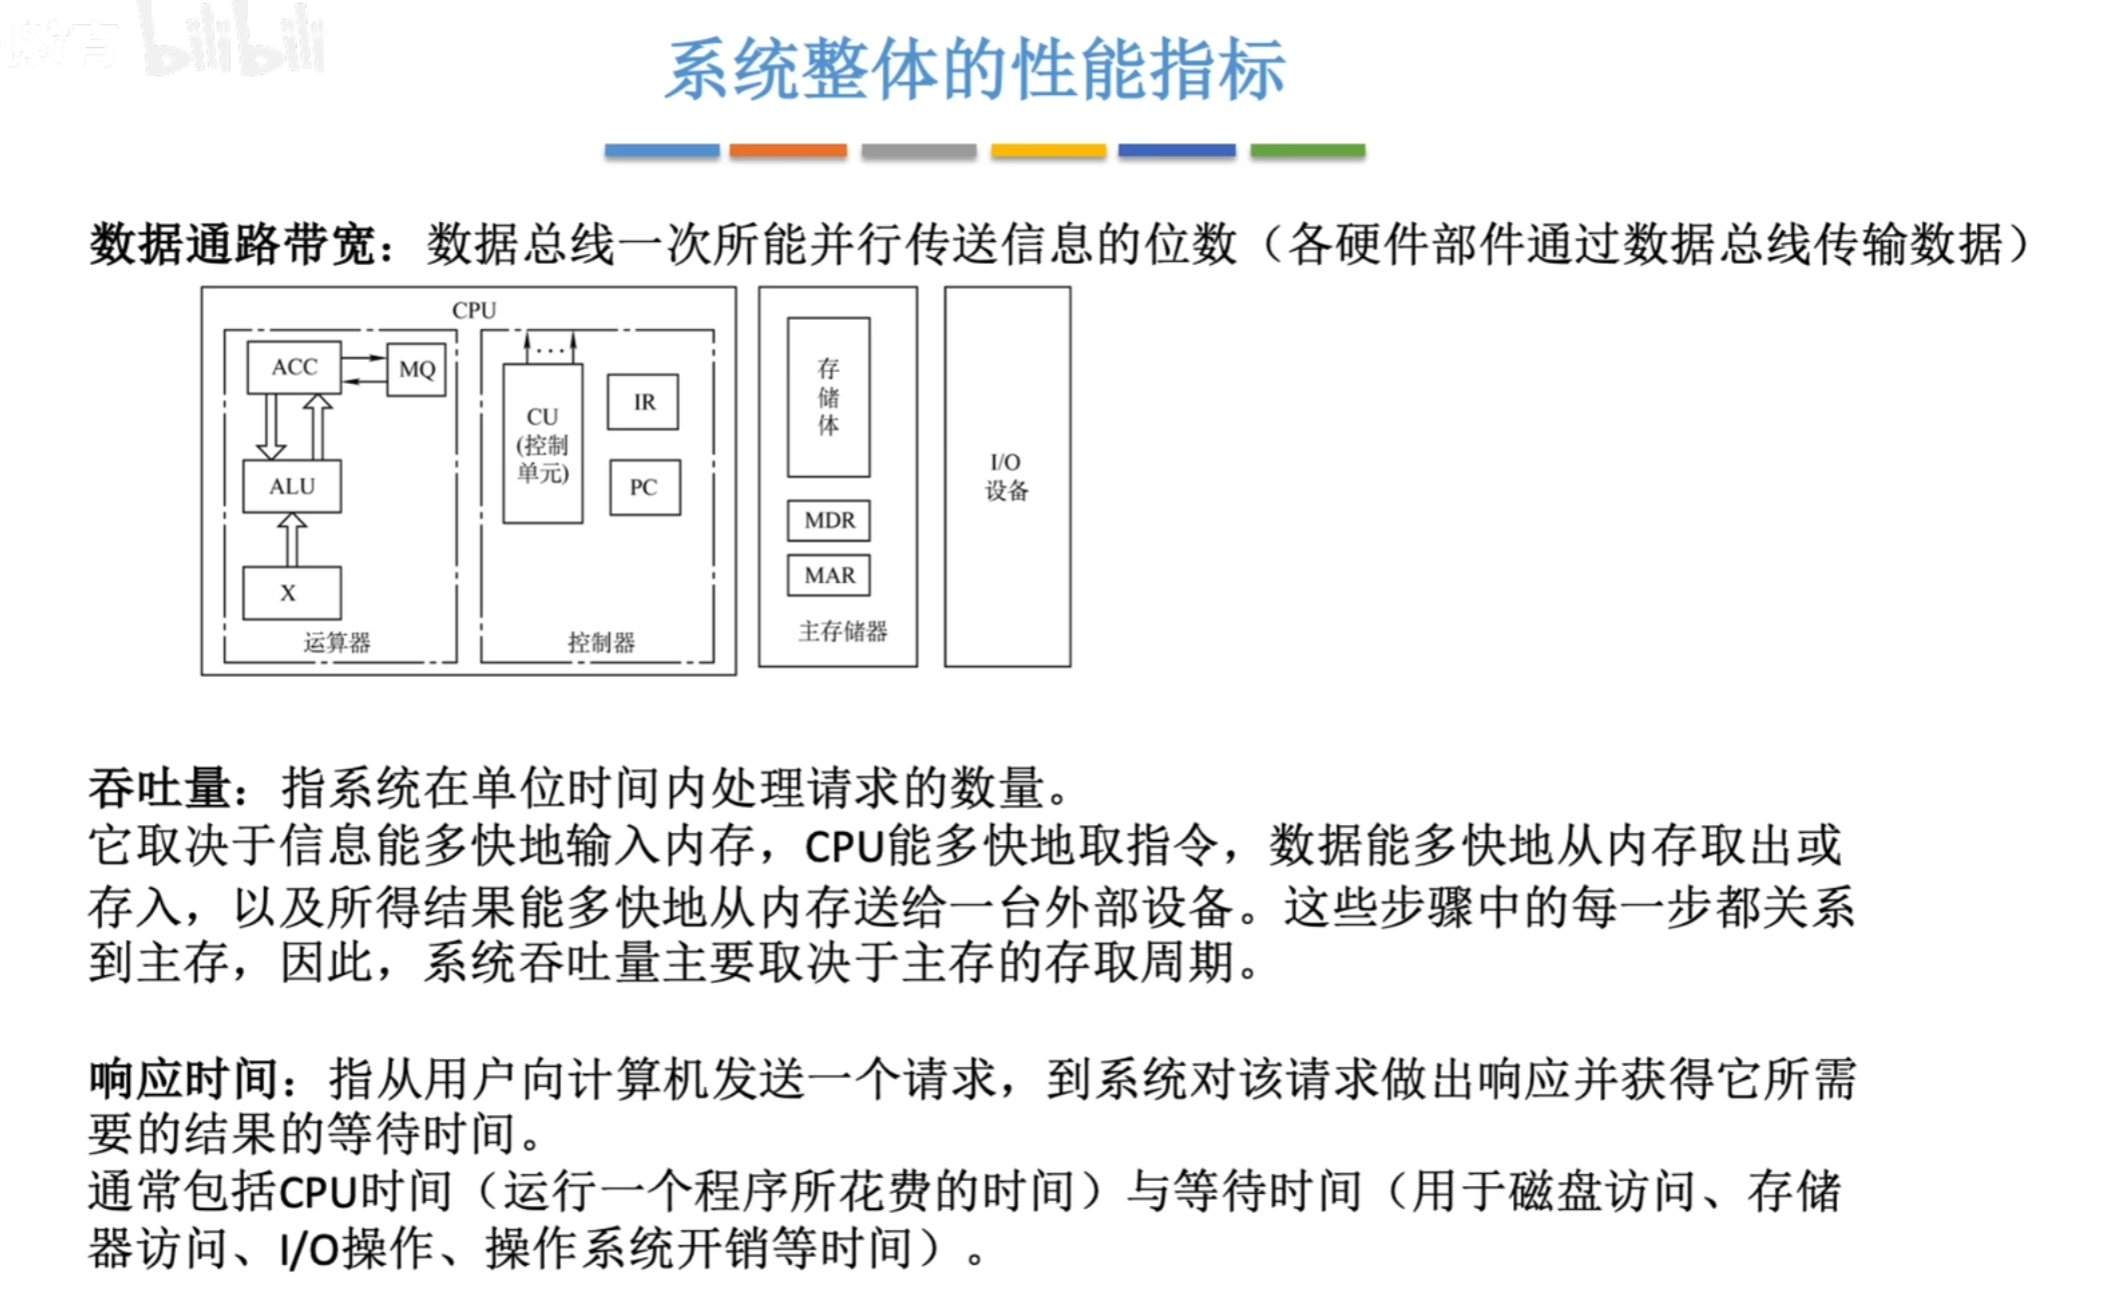 教育 bilibili
系统整体的性能指标
数据通路带宽：数据总线一次所能并行传送信息的位数（各硬件部件通过数据总线传输数据）
CPU
ACC
MQ
ALU
X
运算器
...
CU
(控制
单元)
IR
PC
控制器
存
储
体
MDR
MAR
主存储器
I/O
设备
吞吐量：指系统在单位时间内处理请求的数量。
它取决于信息能多快地输入内存，CPU能多快地取指令，数据能多快地从内存取出或
存入，以及所得结果能多快地从内存送给一台外部设备。这些步骤中的每一步都关系
到主存，因此，系统吞吐量主要取决于主存的存取周期。
响应时间：指从用户向计算机发送一个请求，到系统对该请求做出响应并获得它所需
要的结果的等待时间。
通常包括CPU时间（运行一个程序所花费的时间）与等待时间（用于磁盘访问、存储
器访问、I/O操作、操作系统开销等时间）。